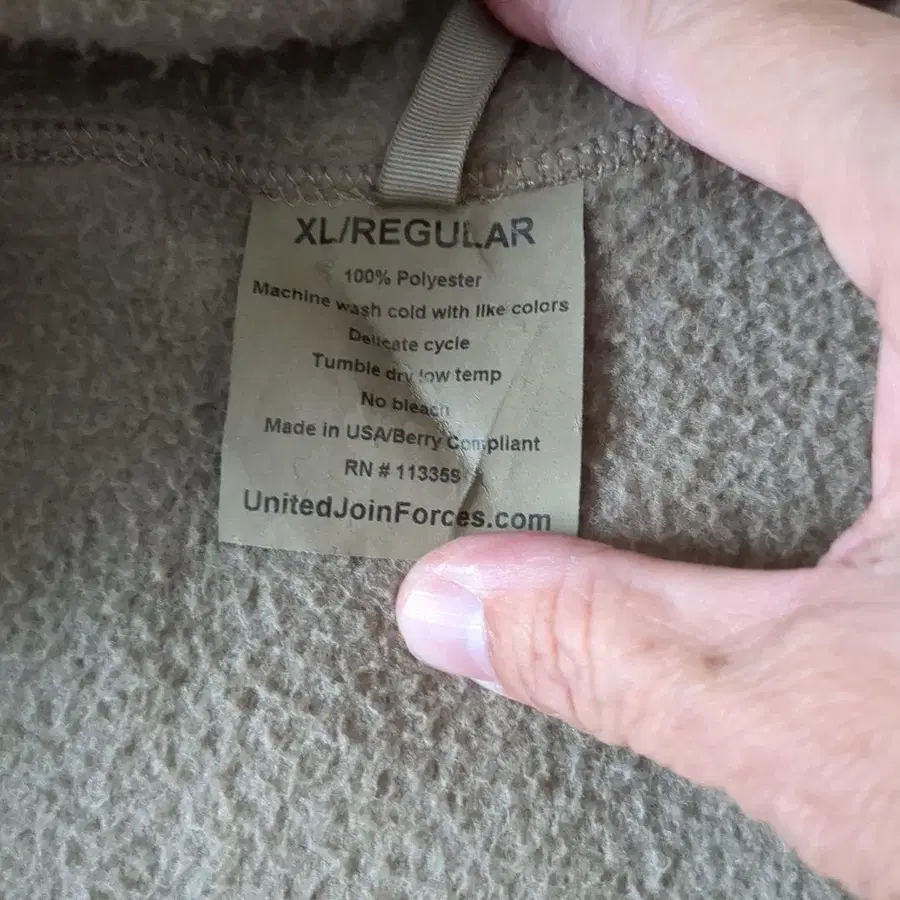 XL/REGULAR
100% Polyester
Machine wash cold with like colors
Delicate cycle
Tumble dry low temp
No bleach
Made in USA/Berry Compliant
RN # 113359
UnitedJoinForces.com